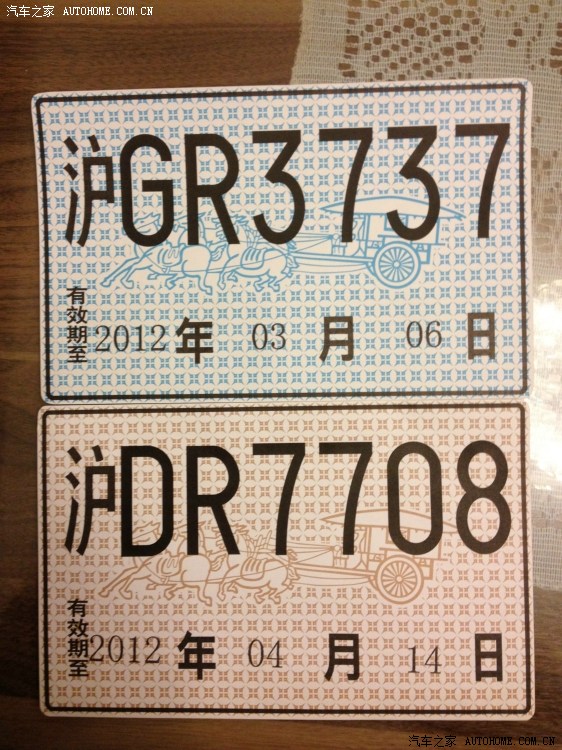 汽车之家 AUTOHOME.COM.CN
沪GR3737
有效期至 2012年 03月 06日
沪DR7708
有效期至 2012年 04月 14日
汽车之家 AUTOHOME.COM.CN